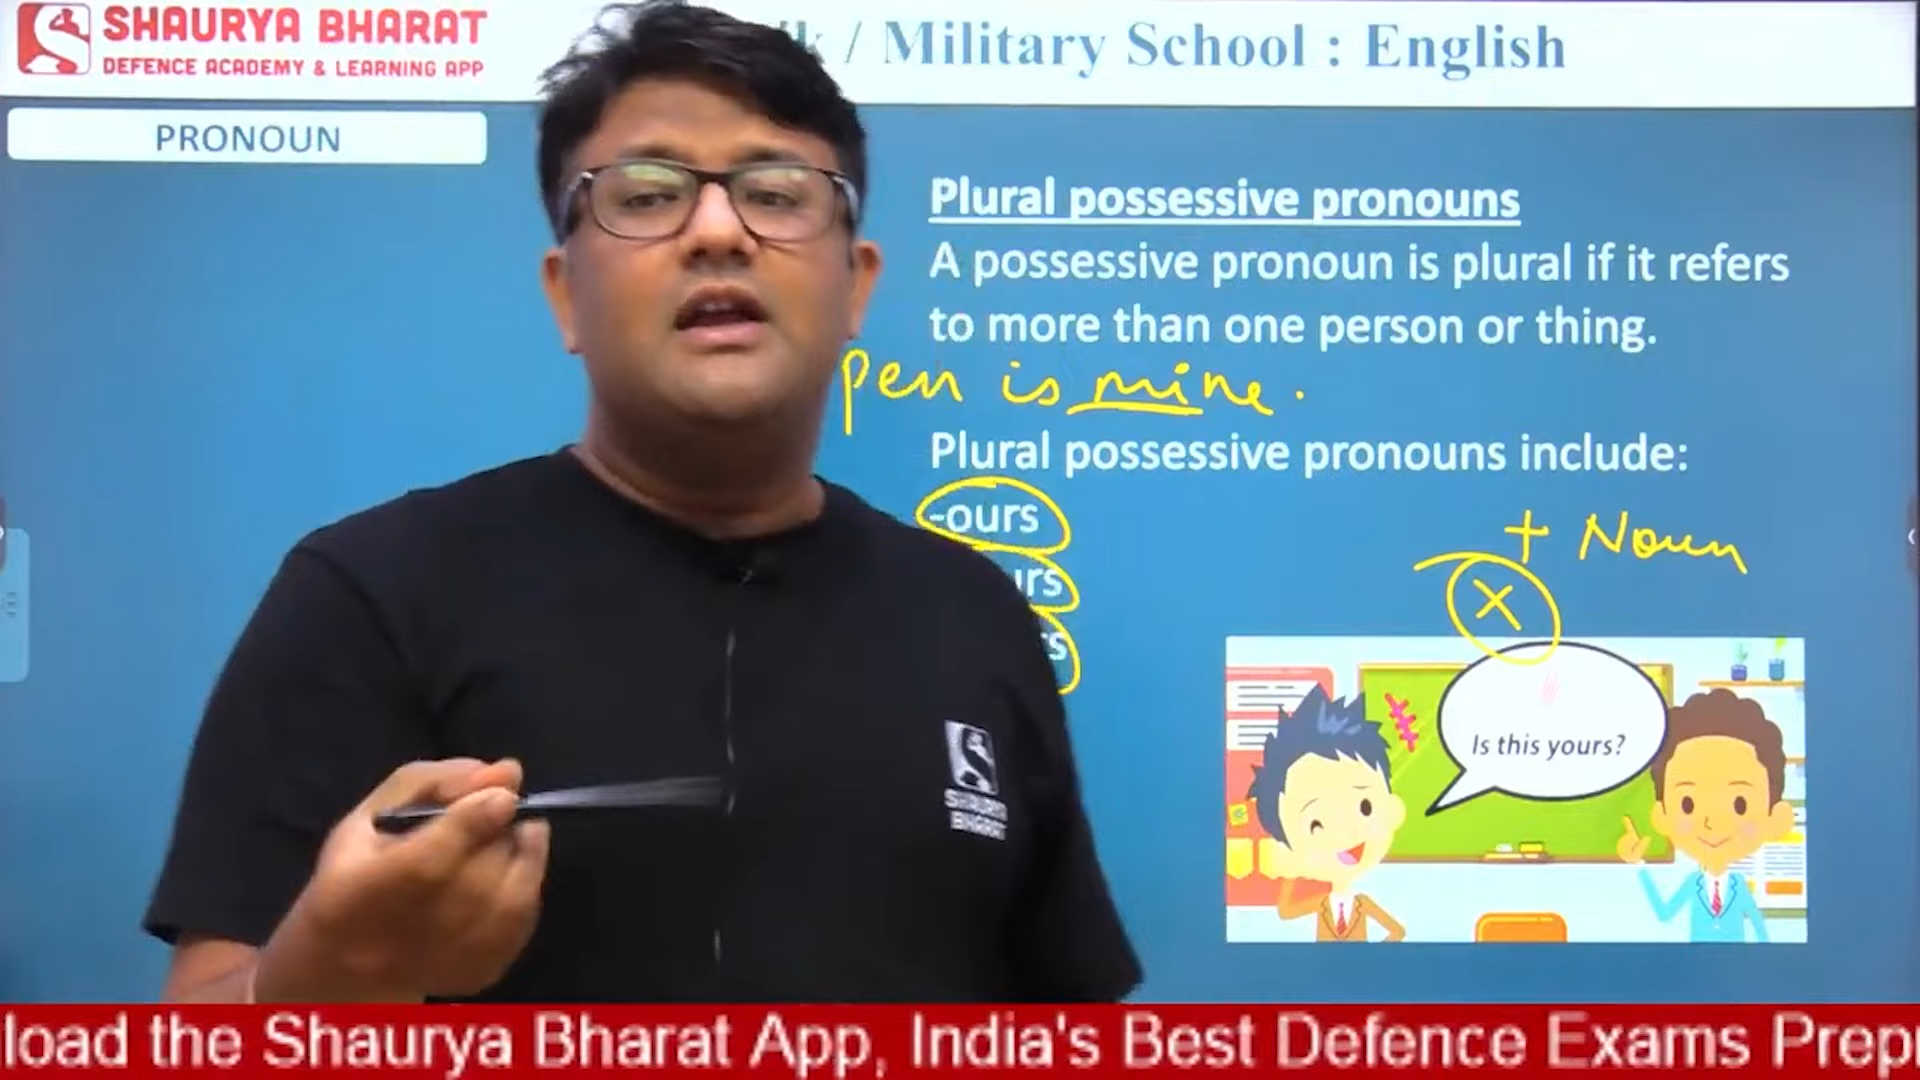 SHAURYA BHARAT
DEFENCE ACADEMY & LEARNING APP
/ Military School : English
PRONOUN
Plural possessive pronouns
A possessive pronoun is plural if it refers
to more than one person or thing.
pen is mine.
Plural possessive pronouns include:
-ours
+ Noun
X
Is this yours?
SHAURYA
BHARAT
load the Shaurya Bharat App, India's Best Defence Exams Prep